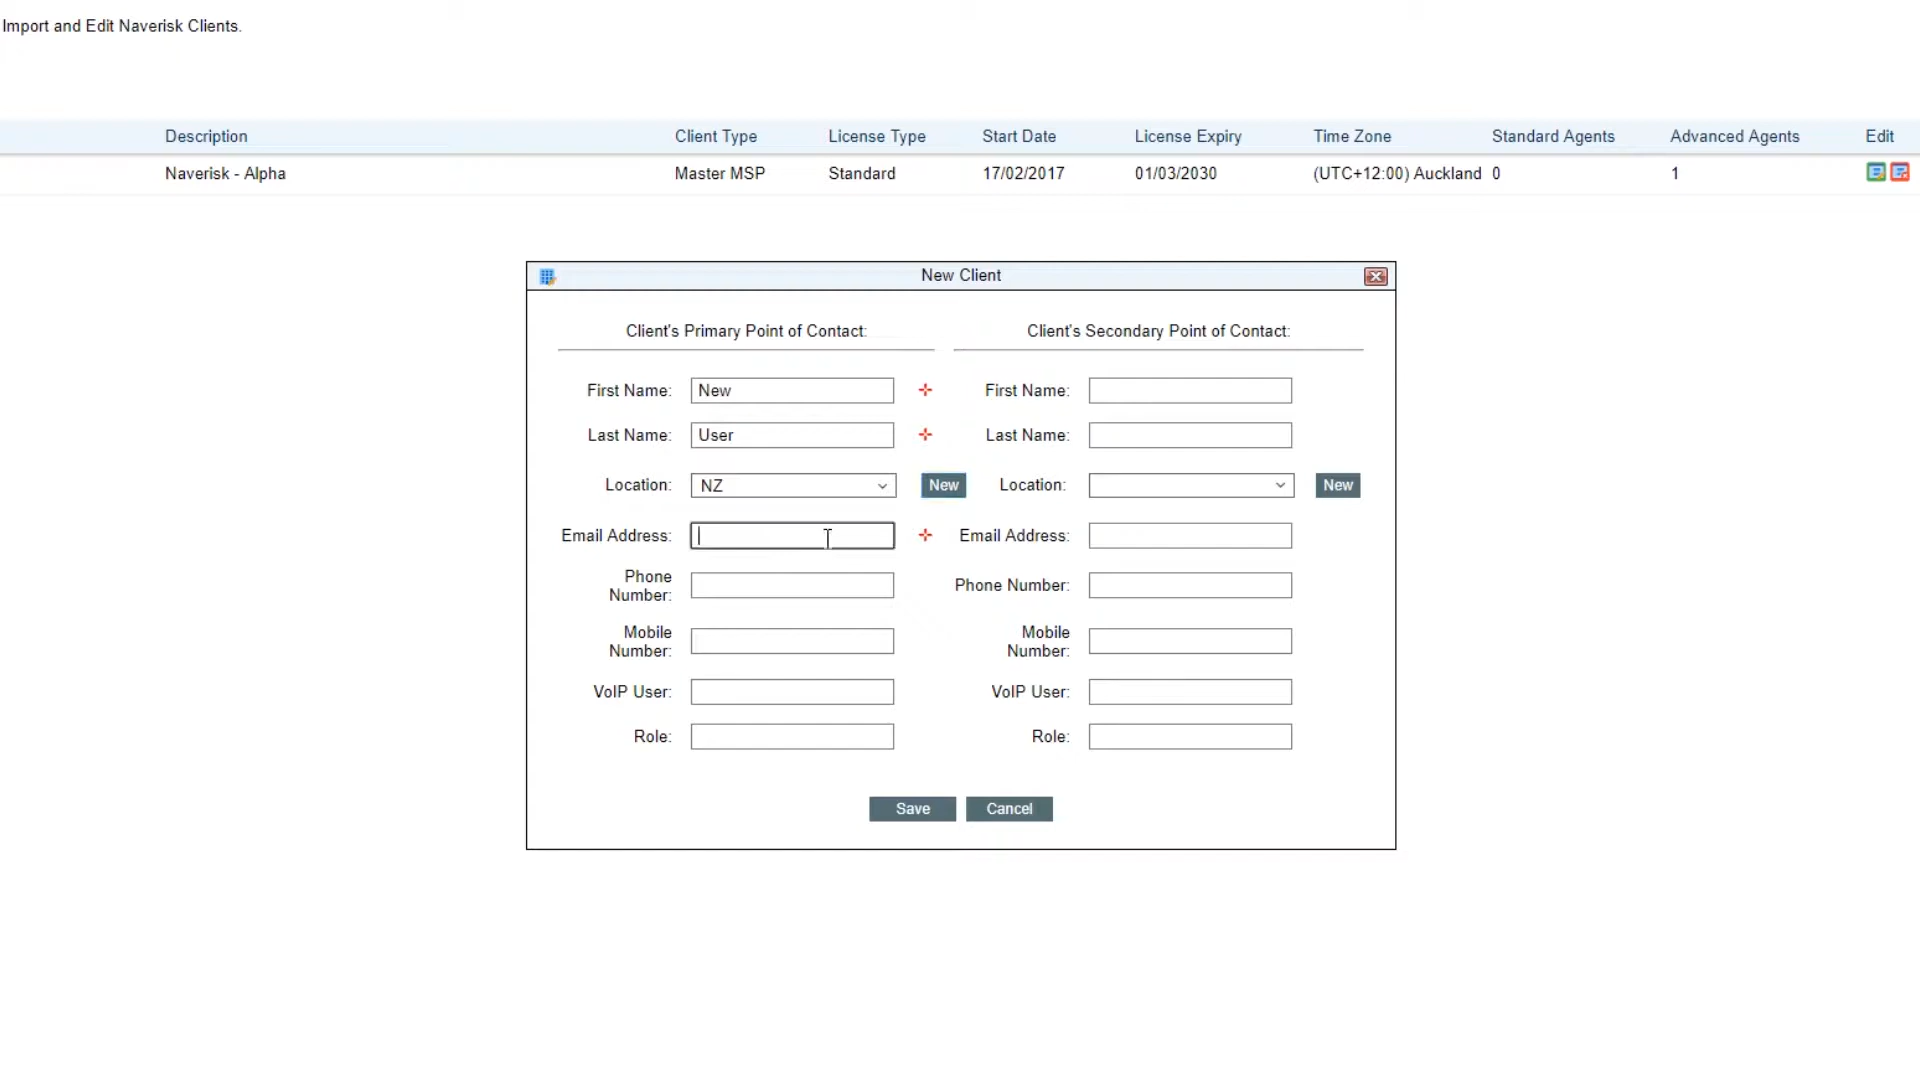 Import and Edit Naverisk Clients.
Description Client Type License Type Start Date License Expiry Time Zone Standard Agents Advanced Agents Edit
Naverisk - Alpha Master MSP Standard 17/02/2017 01/03/2030 (UTC+12:00) Auckland 0 1
New Client
Client's Primary Point of Contact: Client's Secondary Point of Contact:
First Name: New First Name:
Last Name: User Last Name:
Location: NZ New Location: New
Email Address: Email Address:
Phone
Number: Phone Number:
Mobile Mobile
Number: Number:
VoIP User: VoIP User:
Role: Role:
Save Cancel